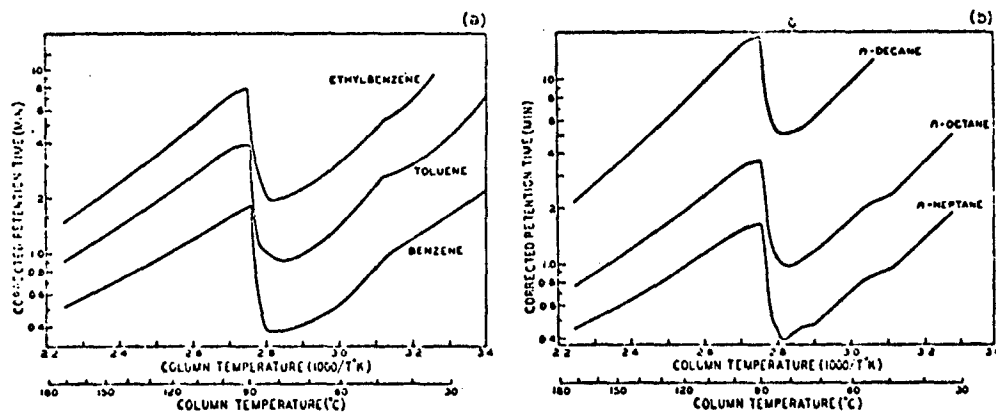 (a)
CORRECTED RETENTION TIME (MIN)
10
8
6
4
2
1.0
0.8
0.6
0.4
ETHYLBENZENE
TOLUENE
BENZENE
2.2 2.4 2.6 2.8 3.0 3.2 3.4
COLUMN TEMPERATURE (1000/T°K)
180 150 120 90 60 30
COLUMN TEMPERATURE (°C)
(b)
CORRECTED RETENTION TIME (MIN)
10
8
6
4
2
1.0
0.8
0.6
0.4
n-DECANE
n-OCTANE
n-HEPTANE
2.2 2.4 2.6 2.8 3.0 3.2
COLUMN TEMPERATURE (1000/T°K)
180 150 120 90 60 30
COLUMN TEMPERATURE (°C)